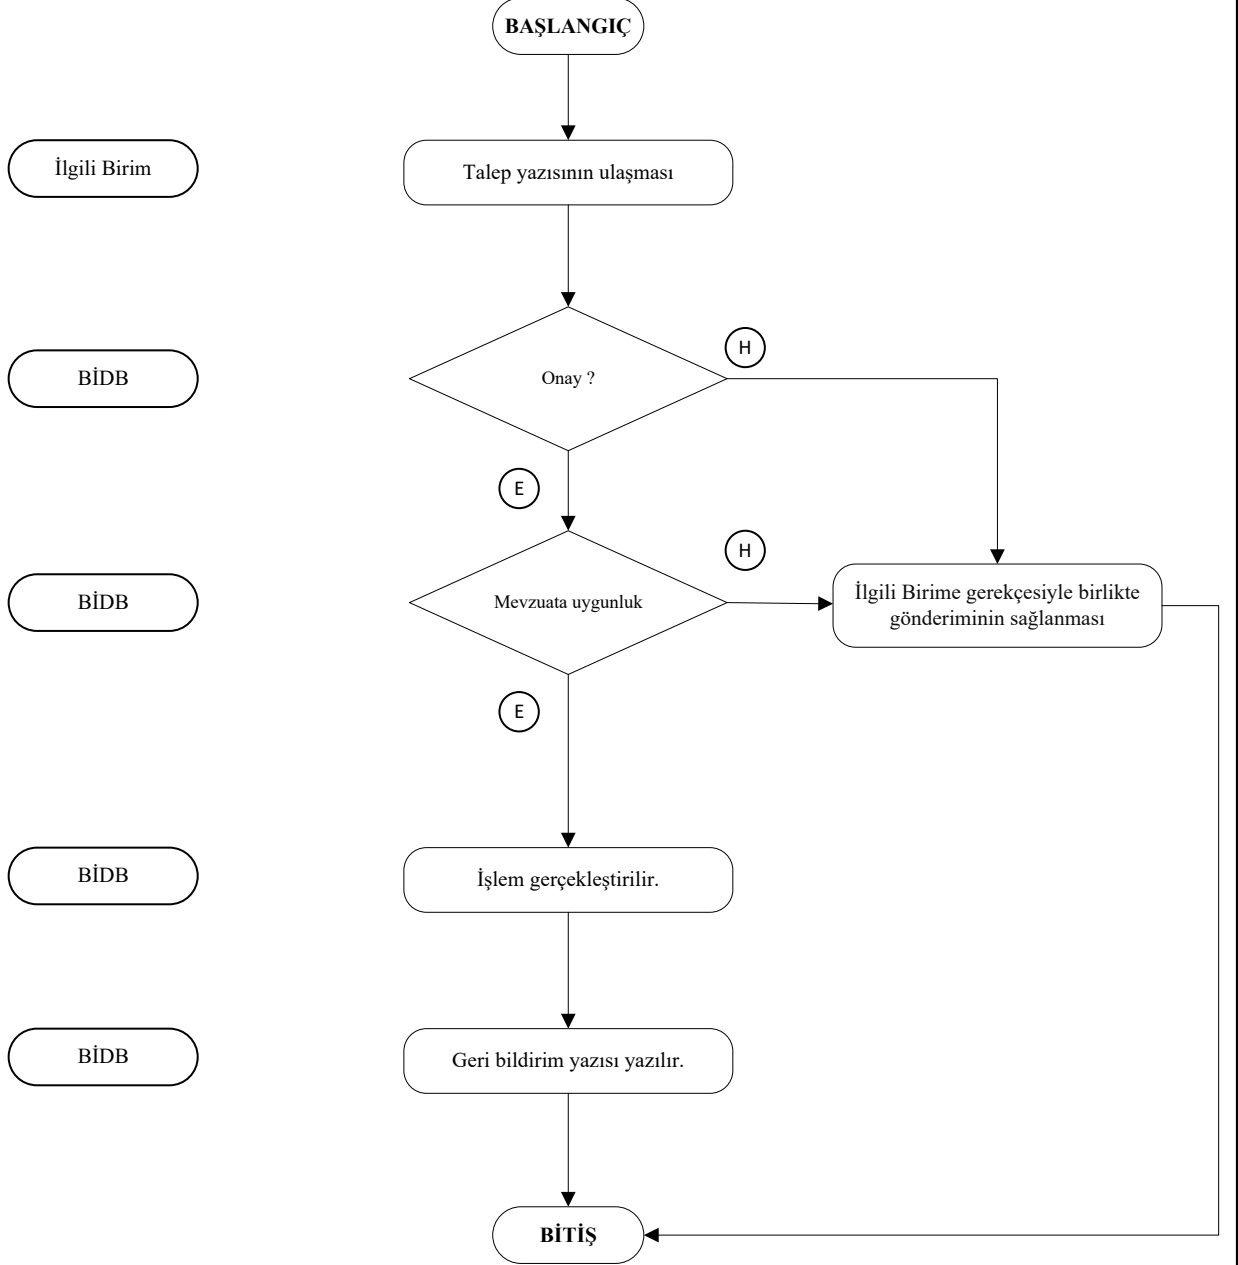 BAŞLANGIÇ
İlgili Birim
Talep yazısının ulaşması
H
BİDB
Onay ?
E
H
BİDB
Mevzuata uygunluk
İlgili Birime gerekçesiyle birlikte
gönderiminin sağlanması
E
BİDB
İşlem gerçekleştirilir.
BİDB
Geri bildirim yazısı yazılır.
BİTİŞ